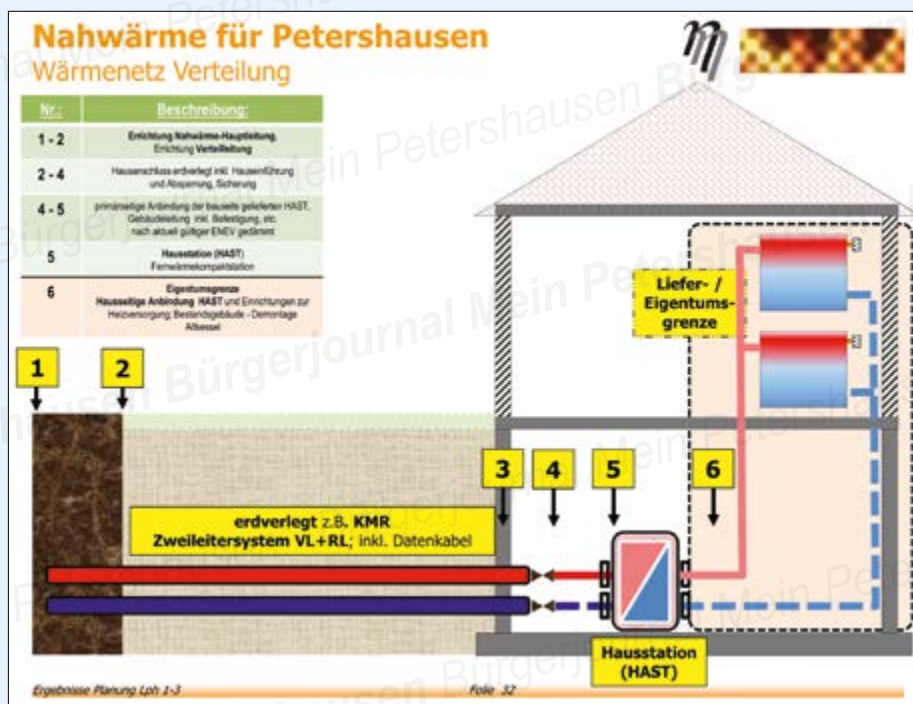 Nahwärme für Petershausen
Wärmenetz Verteilung
Nr.: Beschreibung:
1 - 2 Errichtung Nahwärme-Hauptleitung,
Errichtung Verteilleitung
2 - 4 Hausanschluss erdverlegt inkl. Hauseinführung
und Absperrung, Sicherung
4 - 5 primärseitige Anbindung der bauseits gelieferten HAST,
Gebäudeleitung inkl. Befestigung, etc.
nach aktuell gültiger ENEV gedämmt
5 Hausstation (HAST)
Fernwärmekompaktstation
6 Eigentumsgrenze
Hausseitige Anbindung HAST und Einrichtungen zur
Heizversorgung; Bestandsgebäude - Demontage
Altkessel
Liefer- /
Eigentums-
grenze
1
2
3
4
5
6
erdverlegt z.B. KMR
Zweileitersystem VL+RL; inkl. Datenkabel
Hausstation
(HAST)
Ergebnisse Planung Lph 1-3
Folie 32
Bürgerjournal Mein Petershausen